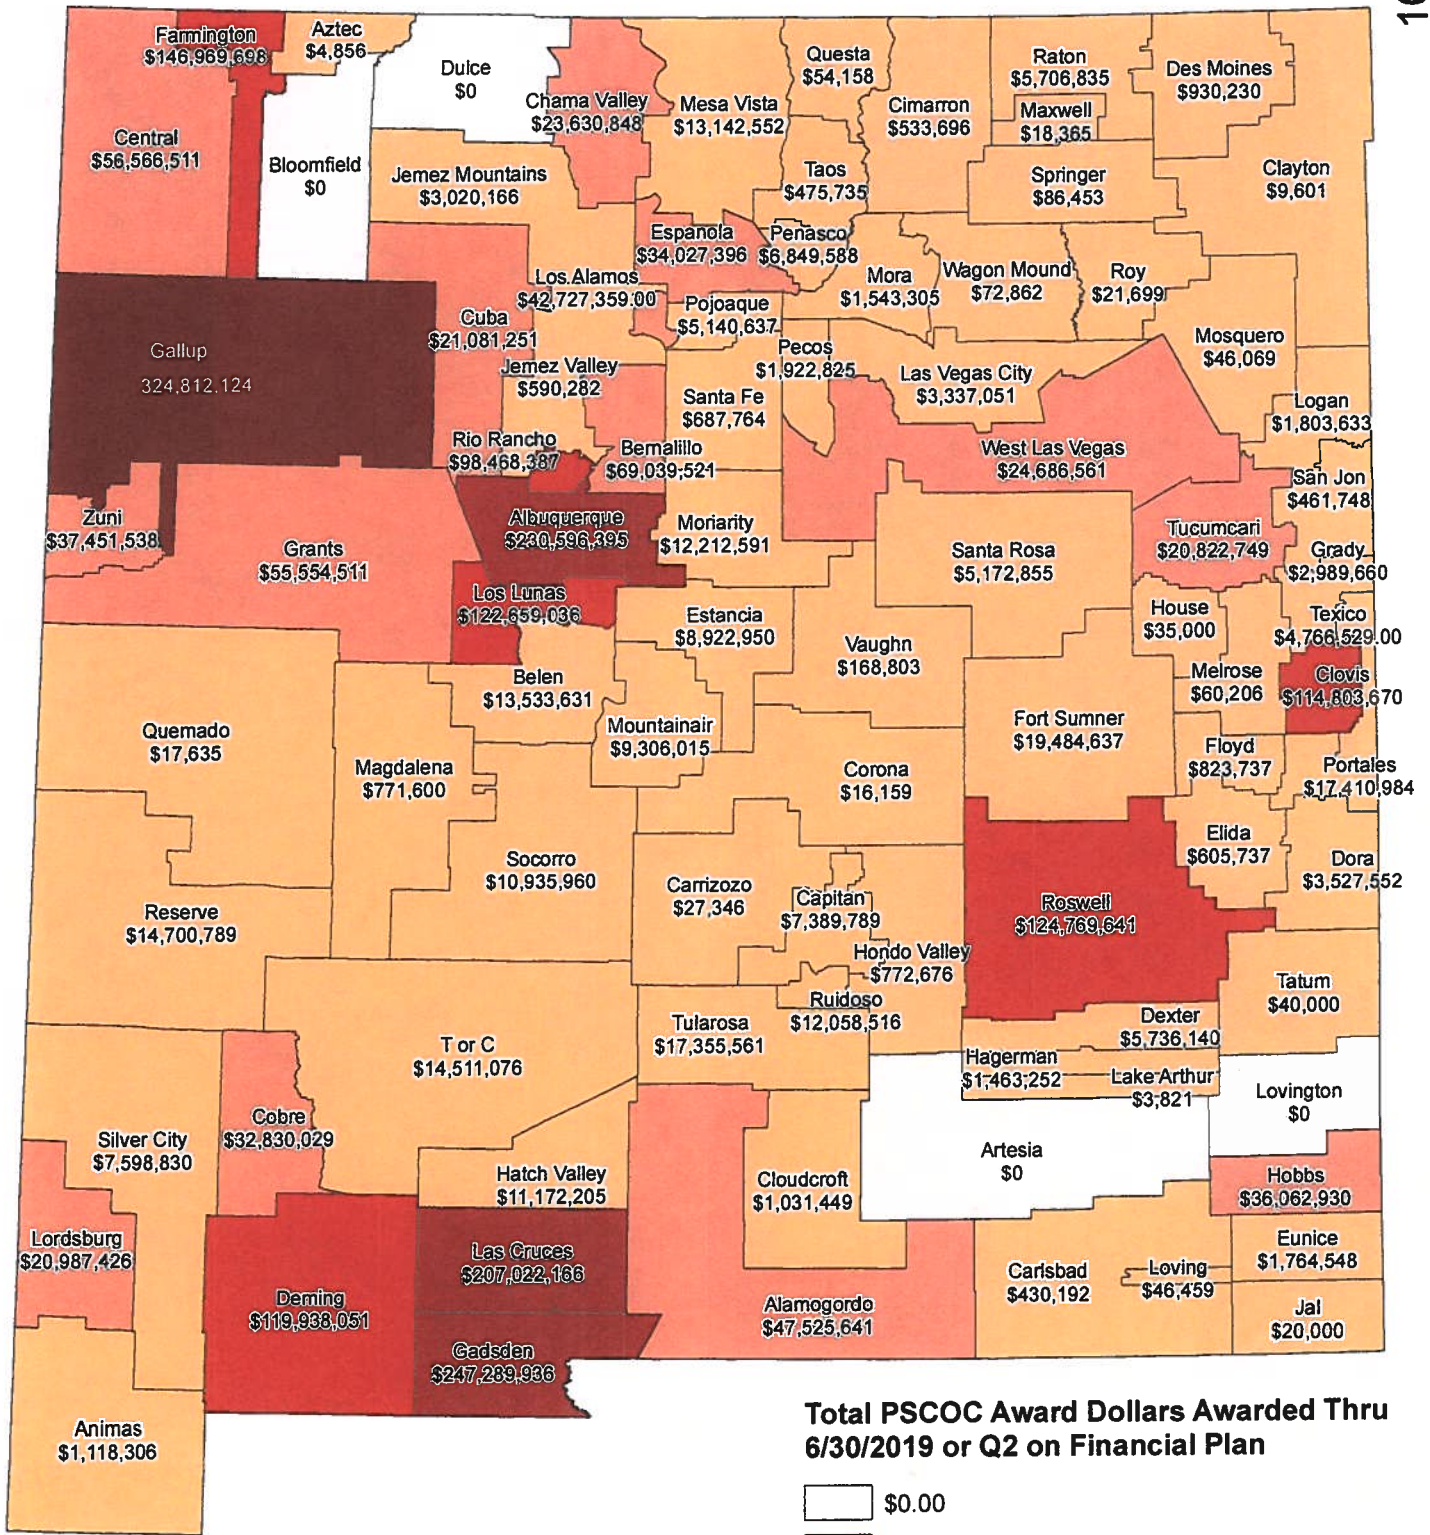 Farmington
$146,969,698
Aztec
$4,856
Dulce
$0
Chama Valley
$23,630,848
Mesa Vista
$13,142,552
Questa
$54,158
Cimarron
$533,696
Raton
$5,706,835
Maxwell
$18,365
Des Moines
$930,230
Central
$56,566,511
Bloomfield
$0
Jemez Mountains
$3,020,166
Taos
$475,735
Springer
$86,453
Clayton
$9,601
Espanola
$34,027,396
Penasco
$6,849,588
Los Alamos
$42,727,359.00
Mora
$1,543,305
Wagon Mound
$72,862
Roy
$21,699
Pojoaque
$5,140,637
Cuba
$21,081,251
Gallup
324,812,124
Jemez Valley
$590,282
Pecos
$1,922,825
Las Vegas City
$3,337,051
Mosquero
$46,069
Santa Fe
$687,764
Logan
$1,803,633
Rio Rancho
$98,468,387
Bernalillo
$69,039,521
West Las Vegas
$24,686,561
San Jon
$461,748
Zuni
$37,451,538
Grants
$55,554,511
Albuquerque
$230,596,395
Moriarity
$12,212,591
Santa Rosa
$5,172,855
Tucumcari
$20,822,749
Grady
$2,989,660
Los Lunas
$122,659,036
Estancia
$8,922,950
House
$35,000
Texico
$4,766,529.00
Vaughn
$168,803
Belen
$13,533,631
Melrose
$60,206
Clovis
$114,803,670
Quemado
$17,635
Mountainair
$9,306,015
Fort Sumner
$19,484,637
Floyd
$823,737
Magdalena
$771,600
Corona
$16,159
Portales
$17,410,984
Socorro
$10,935,960
Elida
$605,737
Dora
$3,527,552
Carrizozo
$27,346
Capitan
$7,389,789
Roswell
$124,769,641
Reserve
$14,700,789
Hondo Valley
$772,676
Tatum
$40,000
Ruidoso
$12,058,516
Tularosa
$17,355,561
Dexter
$5,736,140
T or C
$14,511,076
Hagerman
$1,463,252
Lake Arthur
$3,821
Lovington
$0
Cobre
$32,830,029
Silver City
$7,598,830
Artesia
$0
Hatch Valley
$11,172,205
Cloudcroft
$1,031,449
Hobbs
$36,062,930
Lordsburg
$20,987,426
Las Cruces
$207,022,166
Eunice
$1,764,548
Carlsbad
$430,192
Loving
$46,459
Deming
$119,938,051
Alamogordo
$47,525,641
Jal
$20,000
Gadsden
$247,289,936
Animas
$1,118,306
Total PSCOC Award Dollars Awarded Thru
6/30/2019 or Q2 on Financial Plan
$0.00